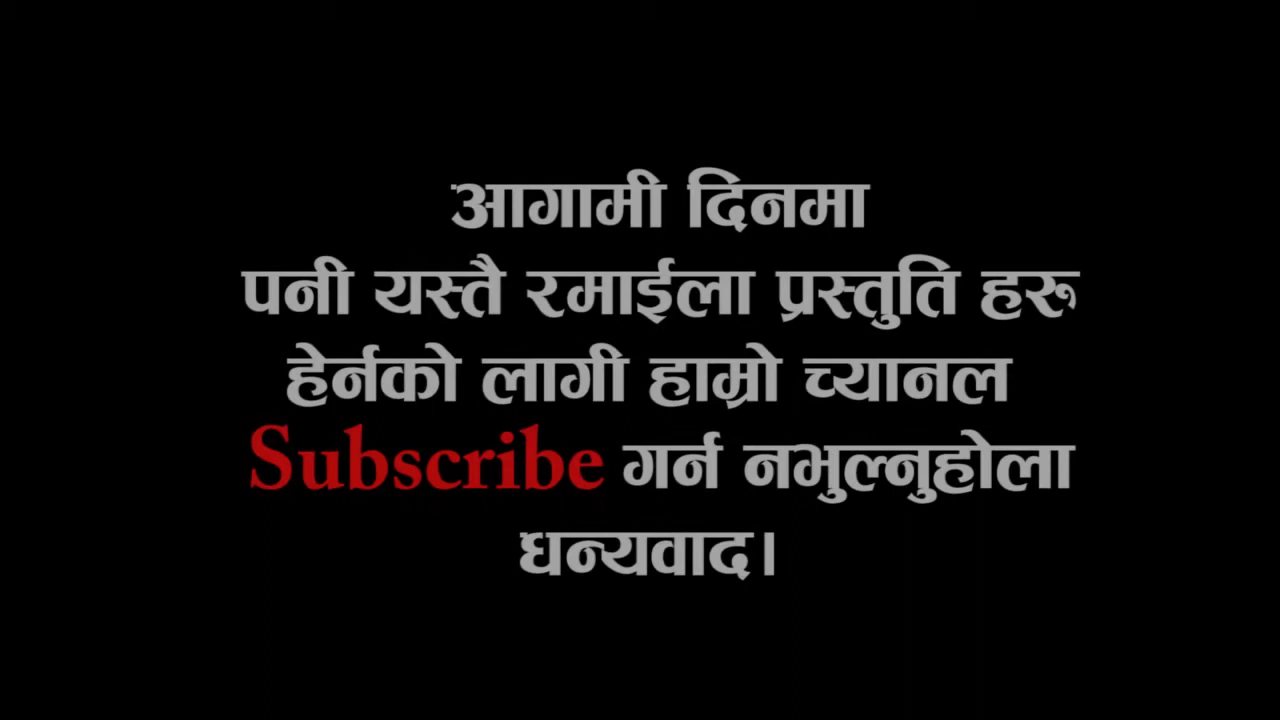 आगामी दिनमा
पनी यस्तै रमाईला प्रस्तुति हरु
हेर्नको लागी हाम्रो च्यानल
Subscribe गर्न नभुल्नुहोला
धन्यवाद।